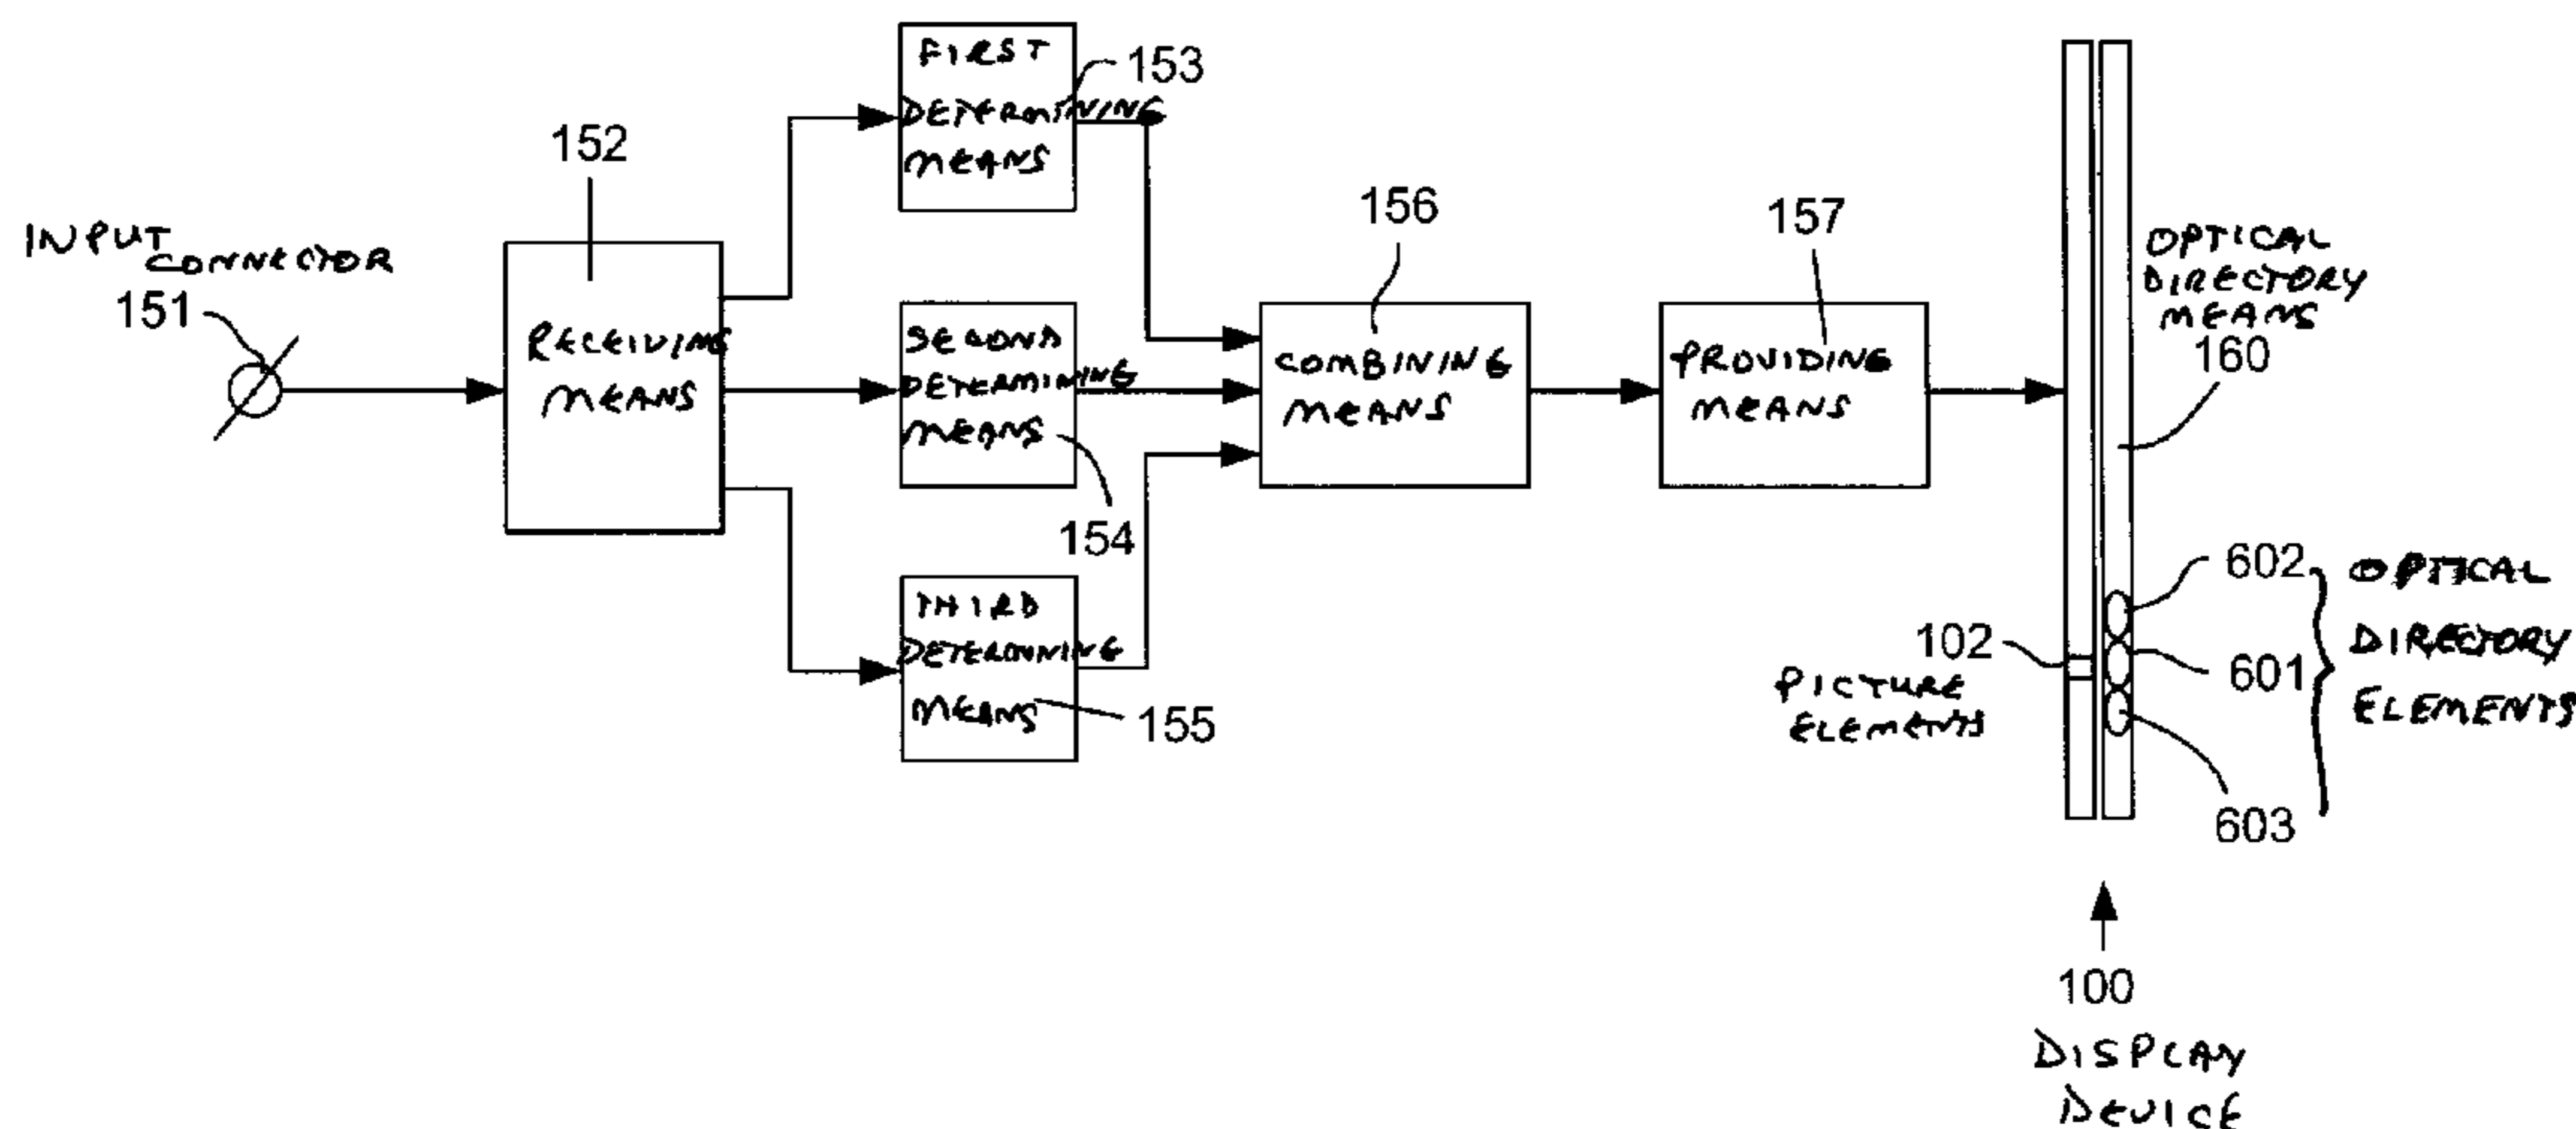 INPUT
CONNECTOR
151
152
RECEIVING
MEANS
FIRST
DETERMINING
MEANS
153
SECOND
DETERMINING
MEANS
154
THIRD
DETERMINING
MEANS
155
156
COMBINING
MEANS
157
PROVIDING
MEANS
OPTICAL
DIRECTORY
MEANS
160
102
PICTURE
ELEMENTS
602
601
603
OPTICAL
DIRECTORY
ELEMENTS
100
DISPLAY
DEVICE